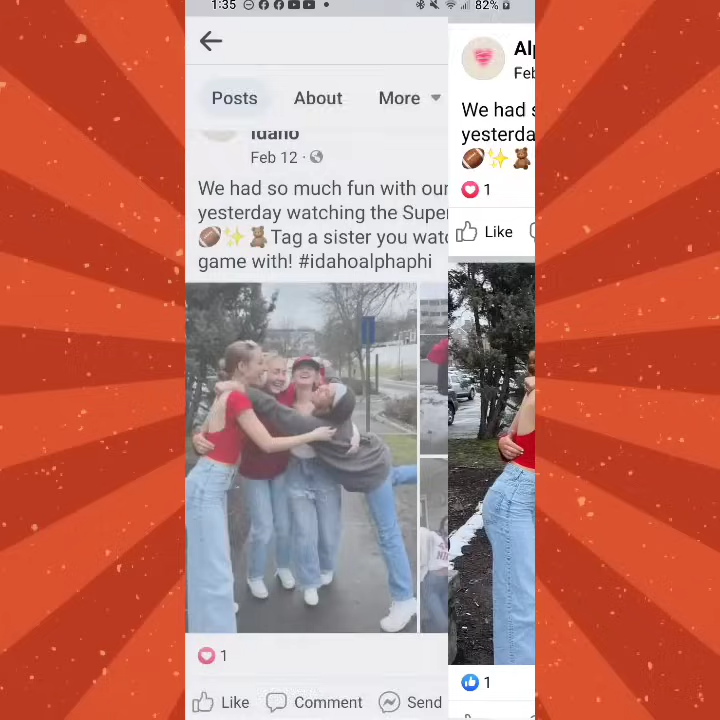 1:35
82%
Posts About More
Idaho
Feb 12
We had so much fun with our
yesterday watching the Super
Tag a sister you watc
game with! #idahoalphaphi
1
Like Comment Send
Alp
Feb
We had s
yesterda
1
Like
1